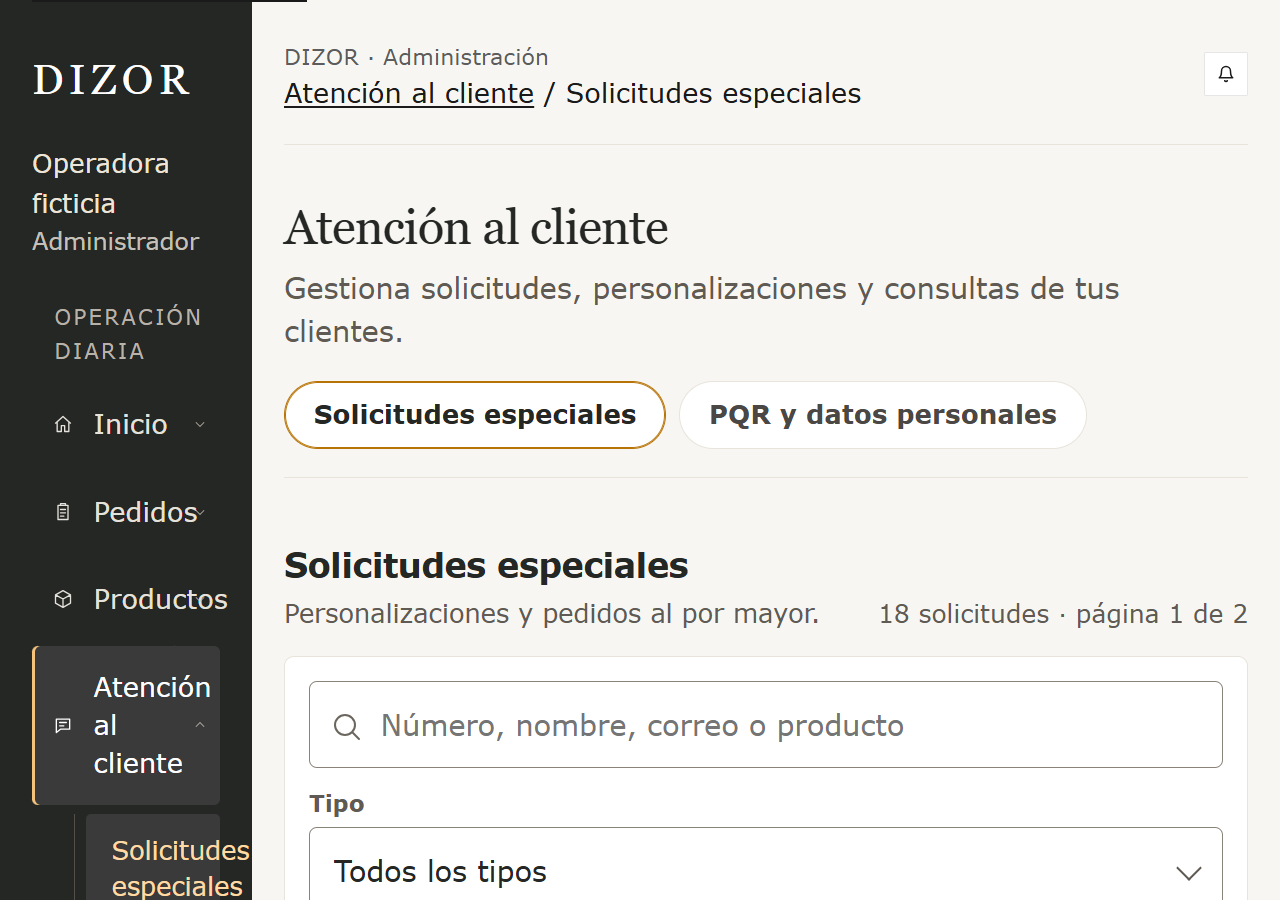 DIZOR
Operadora
ficticia
Administrador
OPERACIÓN
DIARIA
Inicio
Pedidos
Productos
Atención
al
cliente
Solicitudes
especiales
DIZOR · Administración
Atención al cliente / Solicitudes especiales
Atención al cliente
Gestiona solicitudes, personalizaciones y consultas de tus
clientes.
Solicitudes especiales
PQR y datos personales
Solicitudes especiales
Personalizaciones y pedidos al por mayor.
18 solicitudes · página 1 de 2
Número, nombre, correo o producto
Tipo
Todos los tipos